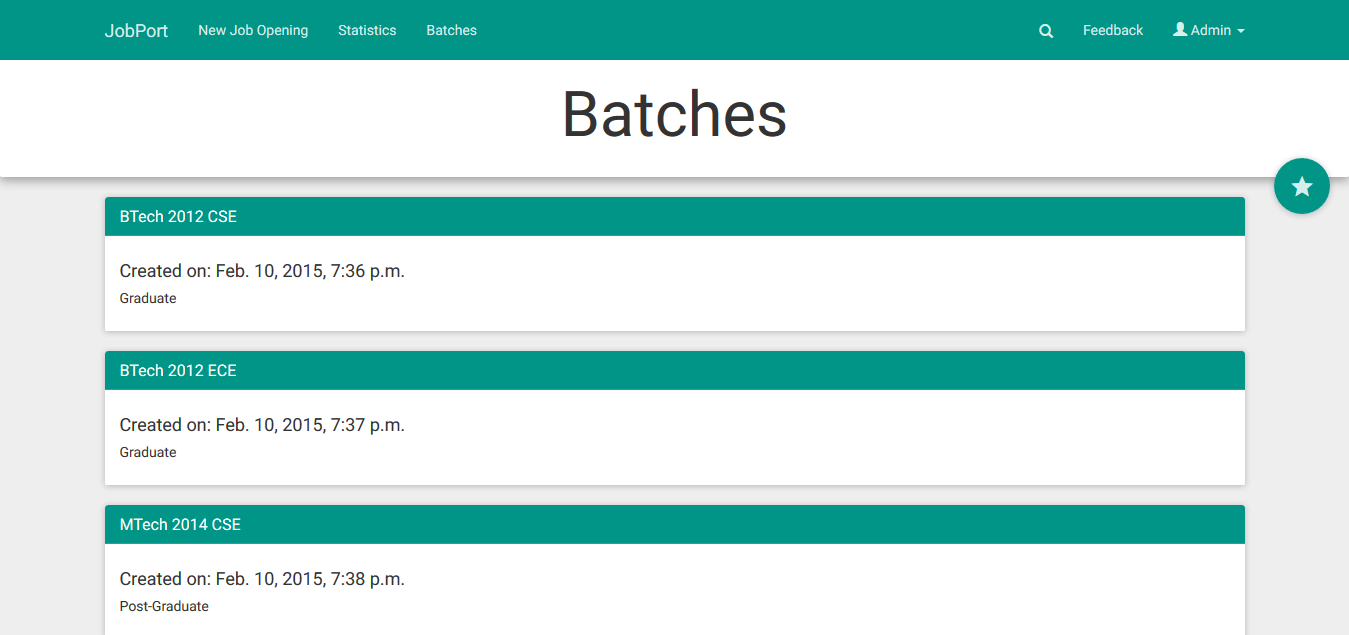 JobPort New Job Opening Statistics Batches Feedback Admin
Batches
BTech 2012 CSE
Created on: Feb. 10, 2015, 7:36 p.m.
Graduate
BTech 2012 ECE
Created on: Feb. 10, 2015, 7:37 p.m.
Graduate
MTech 2014 CSE
Created on: Feb. 10, 2015, 7:38 p.m.
Post-Graduate